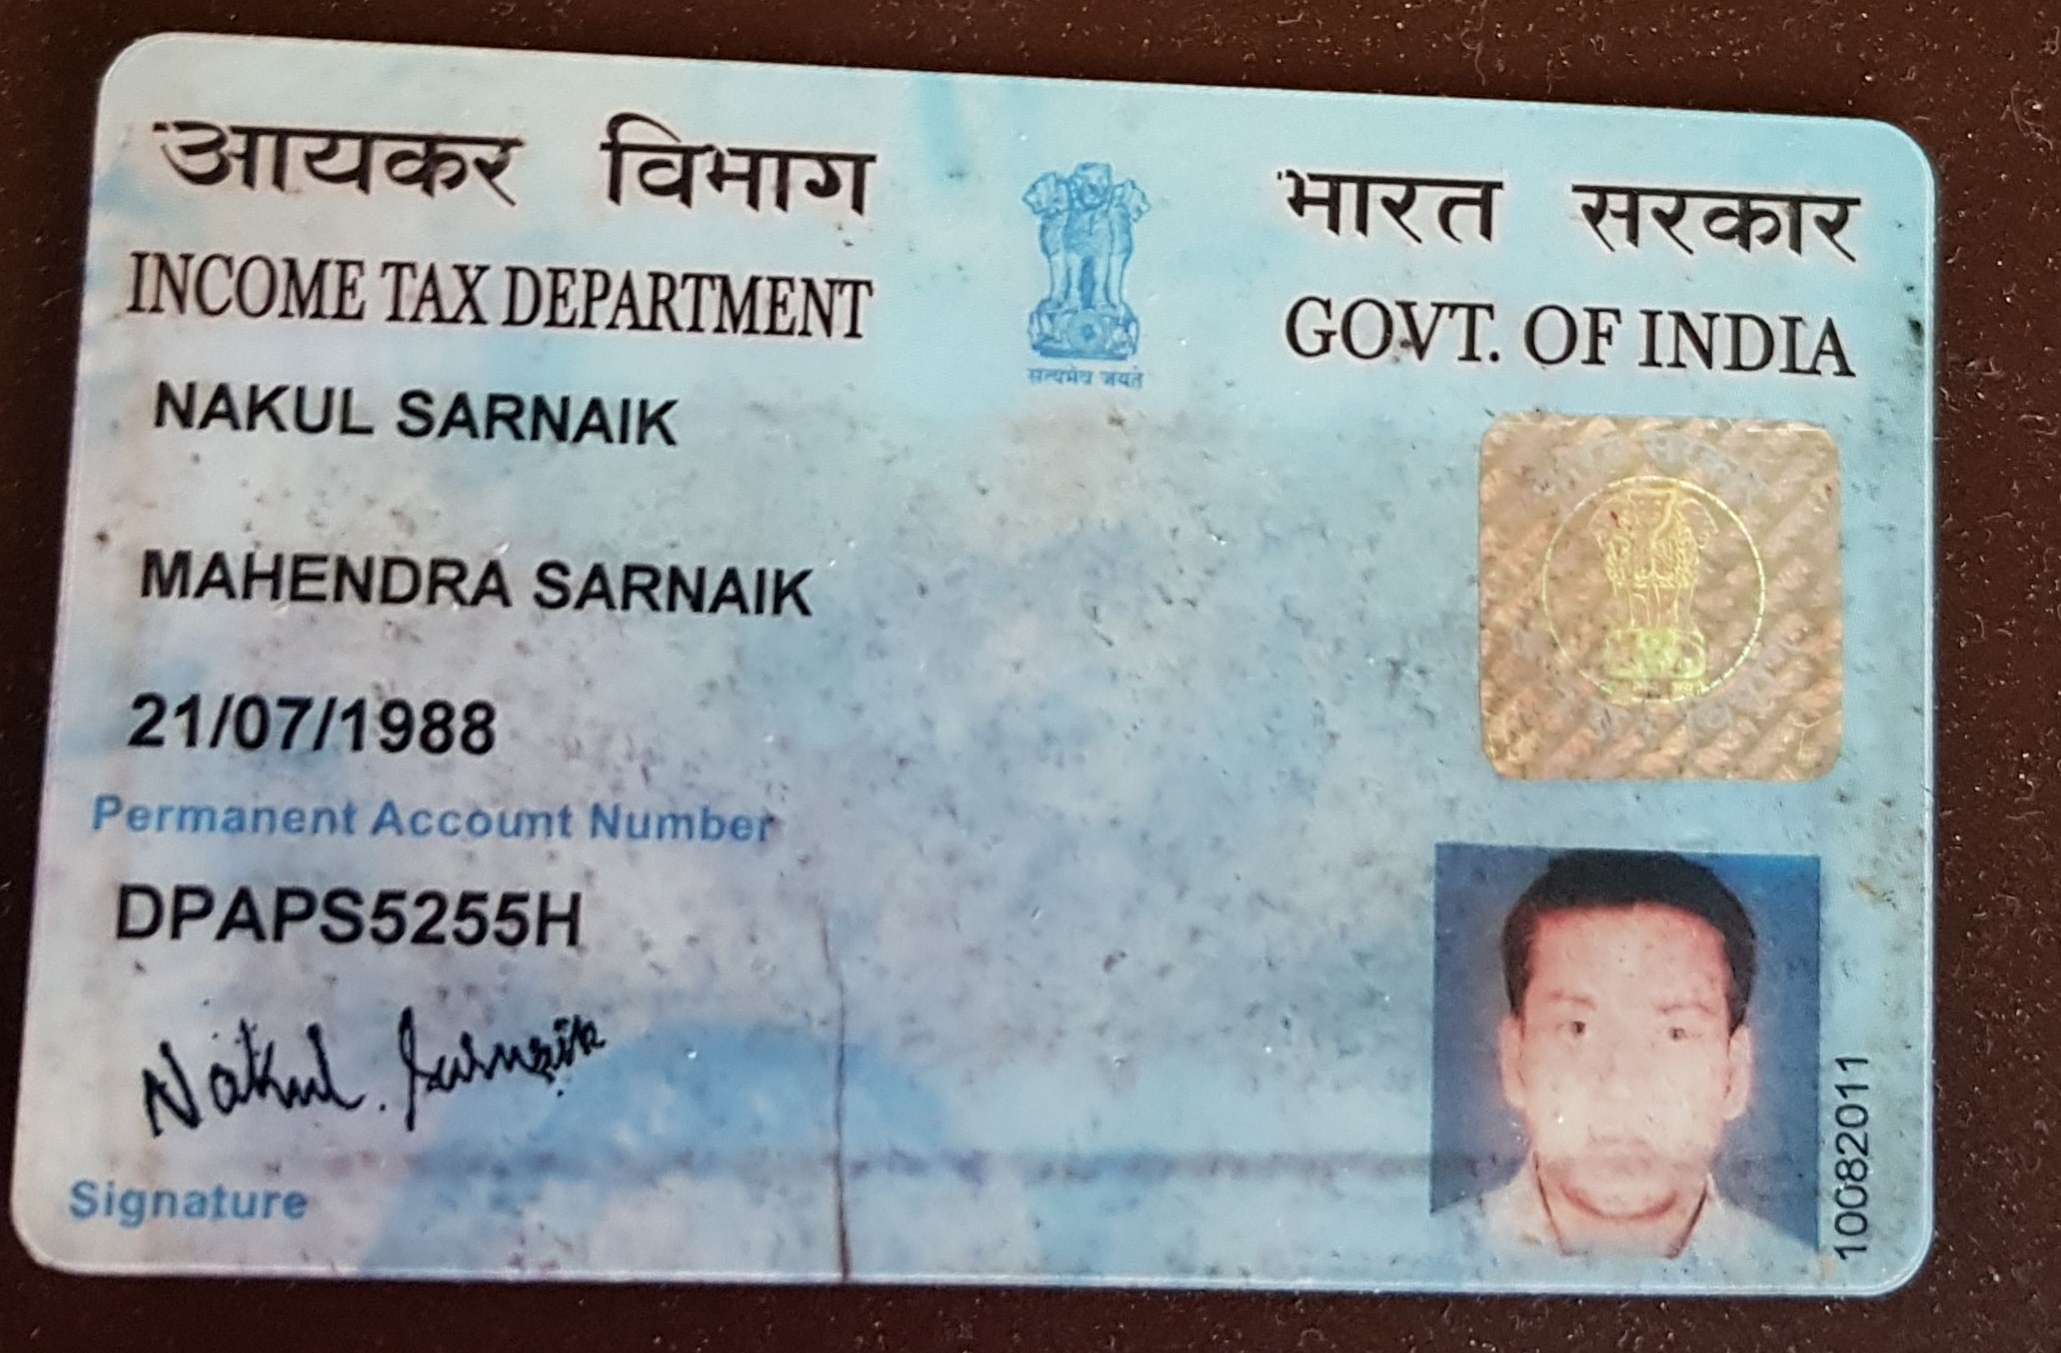 आयकर विभाग
INCOME TAX DEPARTMENT
भारत सरकार
GOVT. OF INDIA
सत्यमेव जयते
NAKUL SARNAIK
MAHENDRA SARNAIK
21/07/1988
Permanent Account Number
DPAPS5255H
Nakul. Sarnaik
Signature
10082011